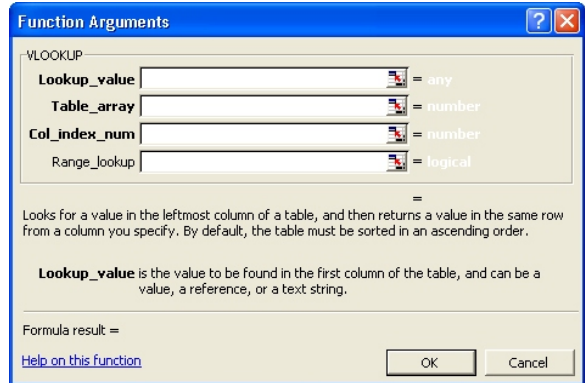 Function Arguments
VLOOKUP
Lookup_value = any
Table_array = number
Col_index_num = number
Range_lookup = logical
=
Looks for a value in the leftmost column of a table, and then returns a value in the same row
from a column you specify. By default, the table must be sorted in an ascending order.
Lookup_value is the value to be found in the first column of the table, and can be a
value, a reference, or a text string.
Formula result =
Help on this function
OK
Cancel